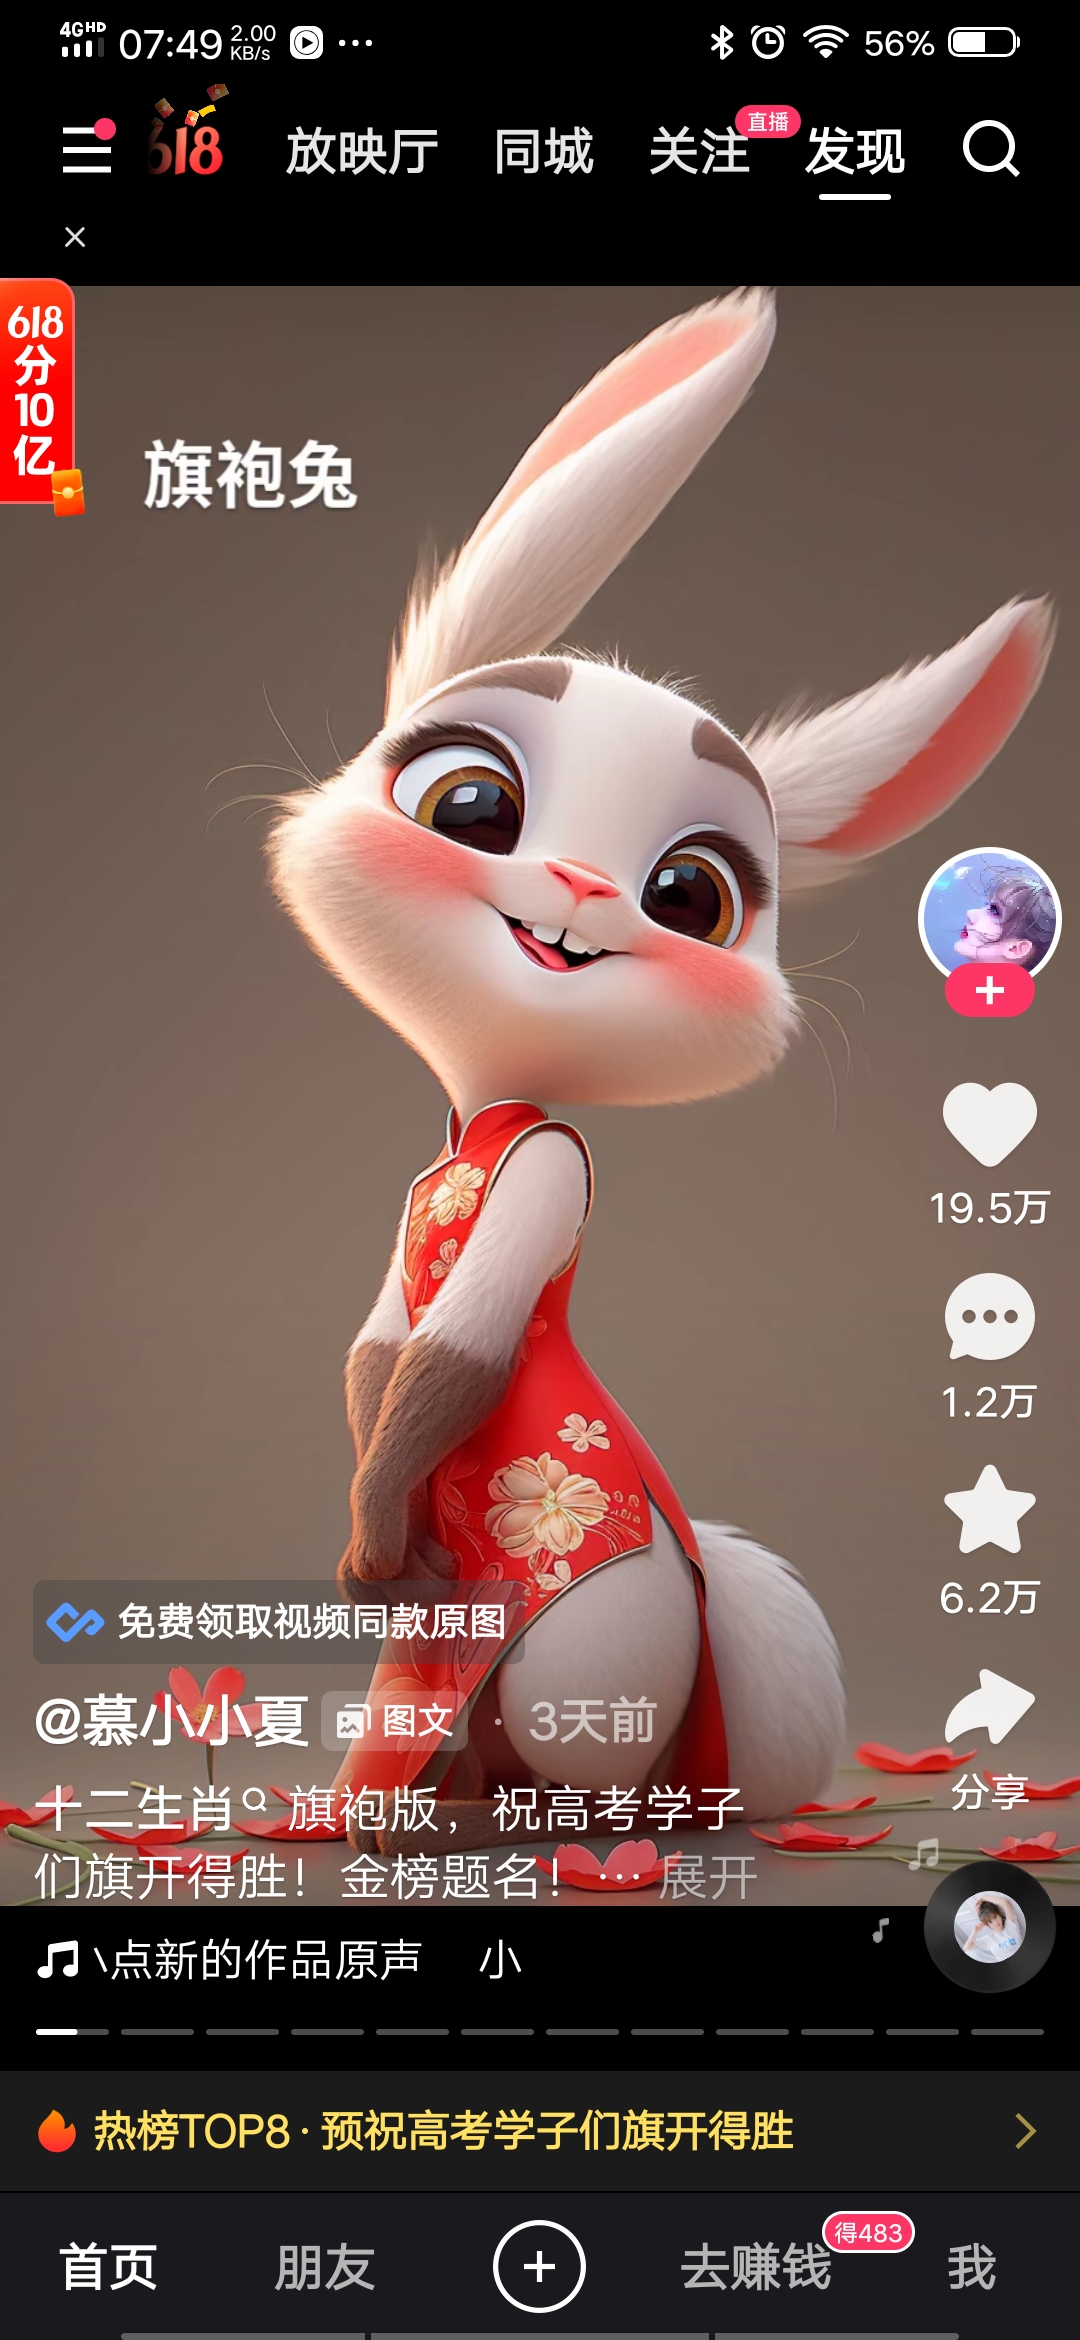 4G HD 07:49 2.00 KB/s 56%
618 放映厅 同城 关注 直播 发现
618
分
10
亿
旗袍兔
19.5万
1.2万
6.2万
免费领取视频同款原图
@慕小小夏 图文 · 3天前
分享
十二生肖 旗袍版，祝高考学子
们旗开得胜！金榜题名！… 展开
\点新的作品原声 小
热榜TOP8 · 预祝高考学子们旗开得胜
首页 朋友 去赚钱 得483 我